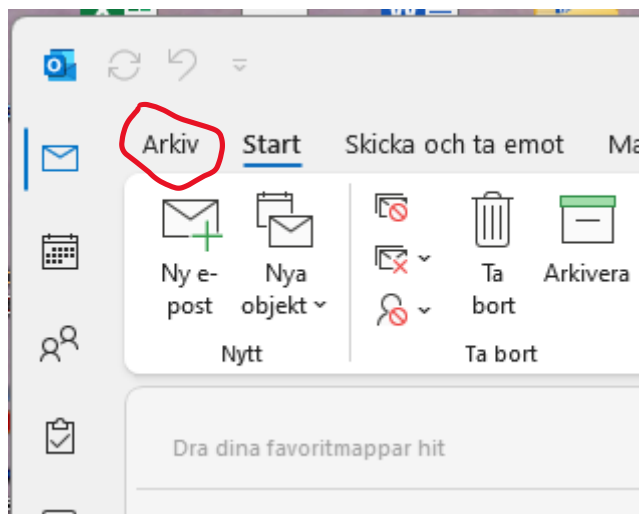 Arkiv Start Skicka och ta emot
Ny e-
post
Nya
objekt
Ta
bort
Arkivera
Nytt
Ta bort
Dra dina favoritmappar hit